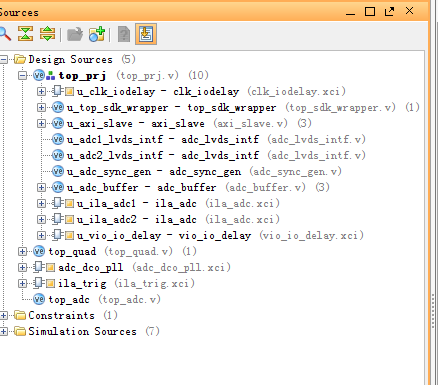 Sources
Design Sources (5)
top_prj (top_prj.v) (10)
u_clk_iodelay - clk_iodelay (clk_iodelay.xci)
u_top_sdk_wrapper - top_sdk_wrapper (top_sdk_wrapper.v) (1)
u_axi_slave - axi_slave (axi_slave.v) (3)
u_adc1_lvds_intf - adc_lvds_intf (adc_lvds_intf.v)
u_adc2_lvds_intf - adc_lvds_intf (adc_lvds_intf.v)
u_adc_sync_gen - adc_sync_gen (adc_sync_gen.v)
u_adc_buffer - adc_buffer (adc_buffer.v) (3)
u_ila_adc1 - ila_adc (ila_adc.xci)
u_ila_adc2 - ila_adc (ila_adc.xci)
u_vio_io_delay - vio_io_delay (vio_io_delay.xci)
top_quad (top_quad.v) (1)
adc_dco_pll (adc_dco_pll.xci)
ila_trig (ila_trig.xci)
top_adc (top_adc.v)
Constraints (1)
Simulation Sources (7)